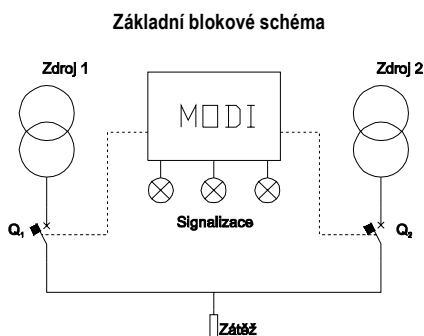 Základní blokové schéma
Zdroj 1
Zdroj 2
MODI
Signalizace
Q₁
Q₂
Zátěž